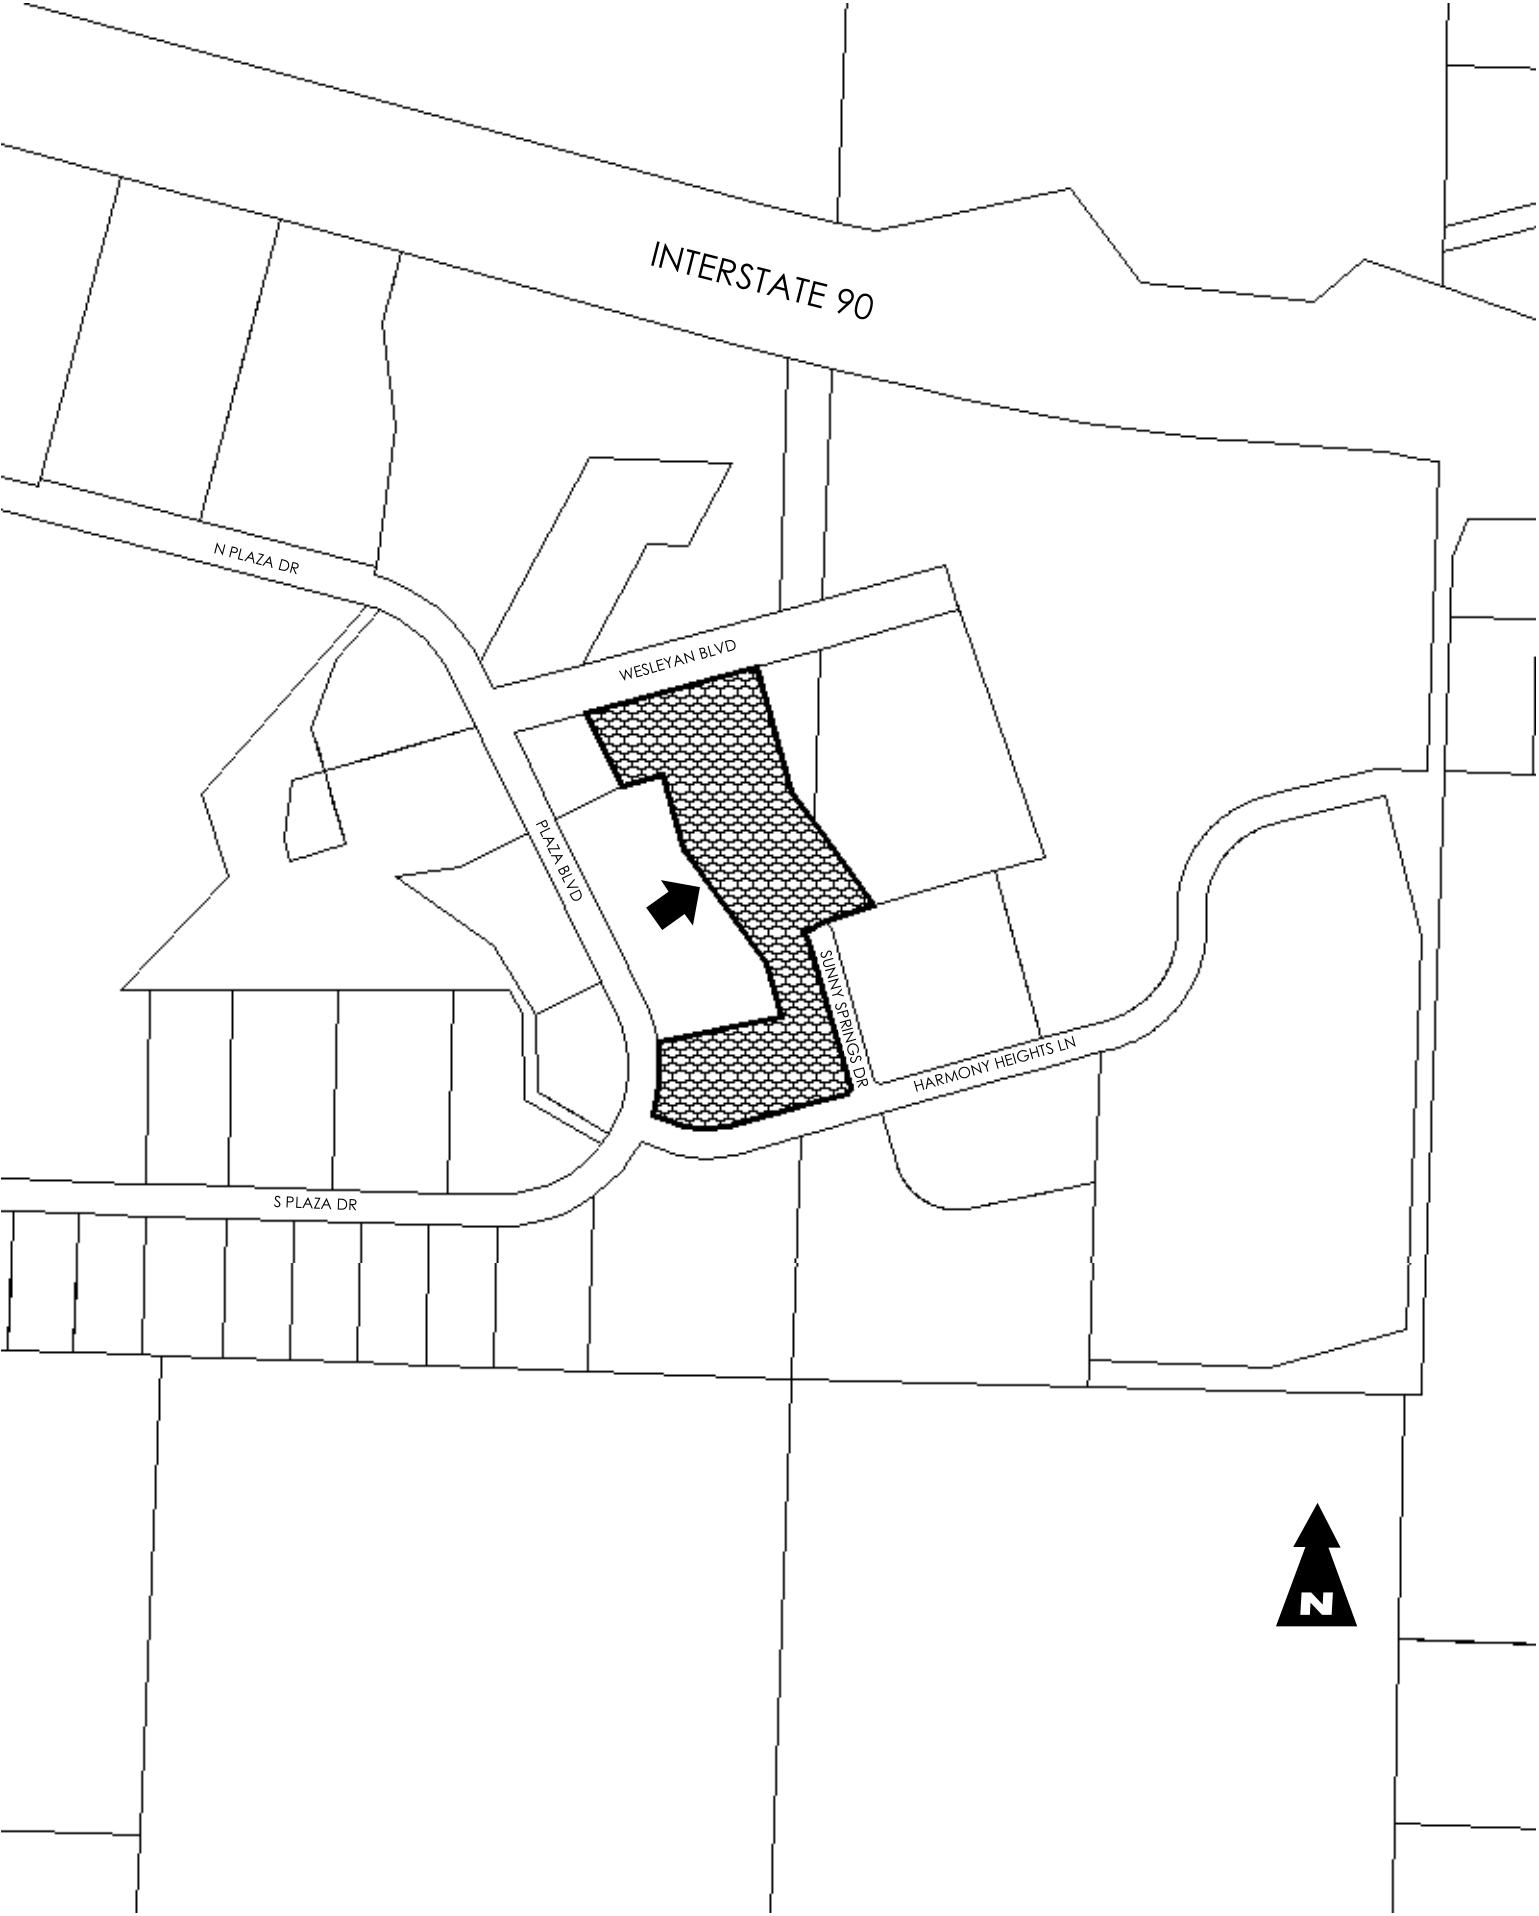 INTERSTATE 90
N PLAZA DR
WESLEYAN BLVD
PLAZA BLVD
SUNNY SPRINGS DR
HARMONY HEIGHTS LN
S PLAZA DR
N